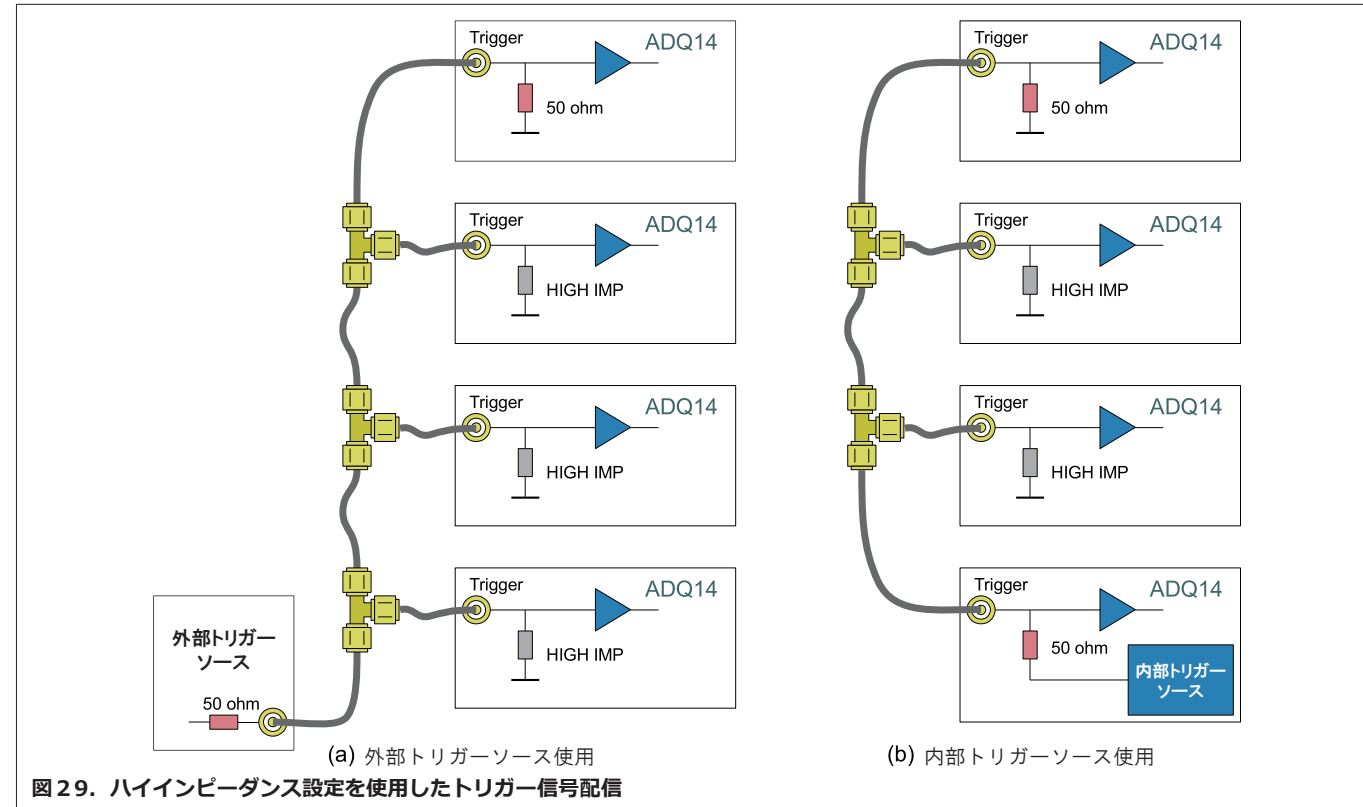 Trigger
ADQ14
50 ohm
Trigger
ADQ14
HIGH IMP
Trigger
ADQ14
HIGH IMP
Trigger
ADQ14
HIGH IMP
外部トリガー
ソース
50 ohm
(a) 外部トリガーソース使用
Trigger
ADQ14
50 ohm
Trigger
ADQ14
HIGH IMP
Trigger
ADQ14
HIGH IMP
Trigger
ADQ14
50 ohm
内部トリガー
ソース
(b) 内部トリガーソース使用
図29. ハイインピーダンス設定を使用したトリガー信号配信